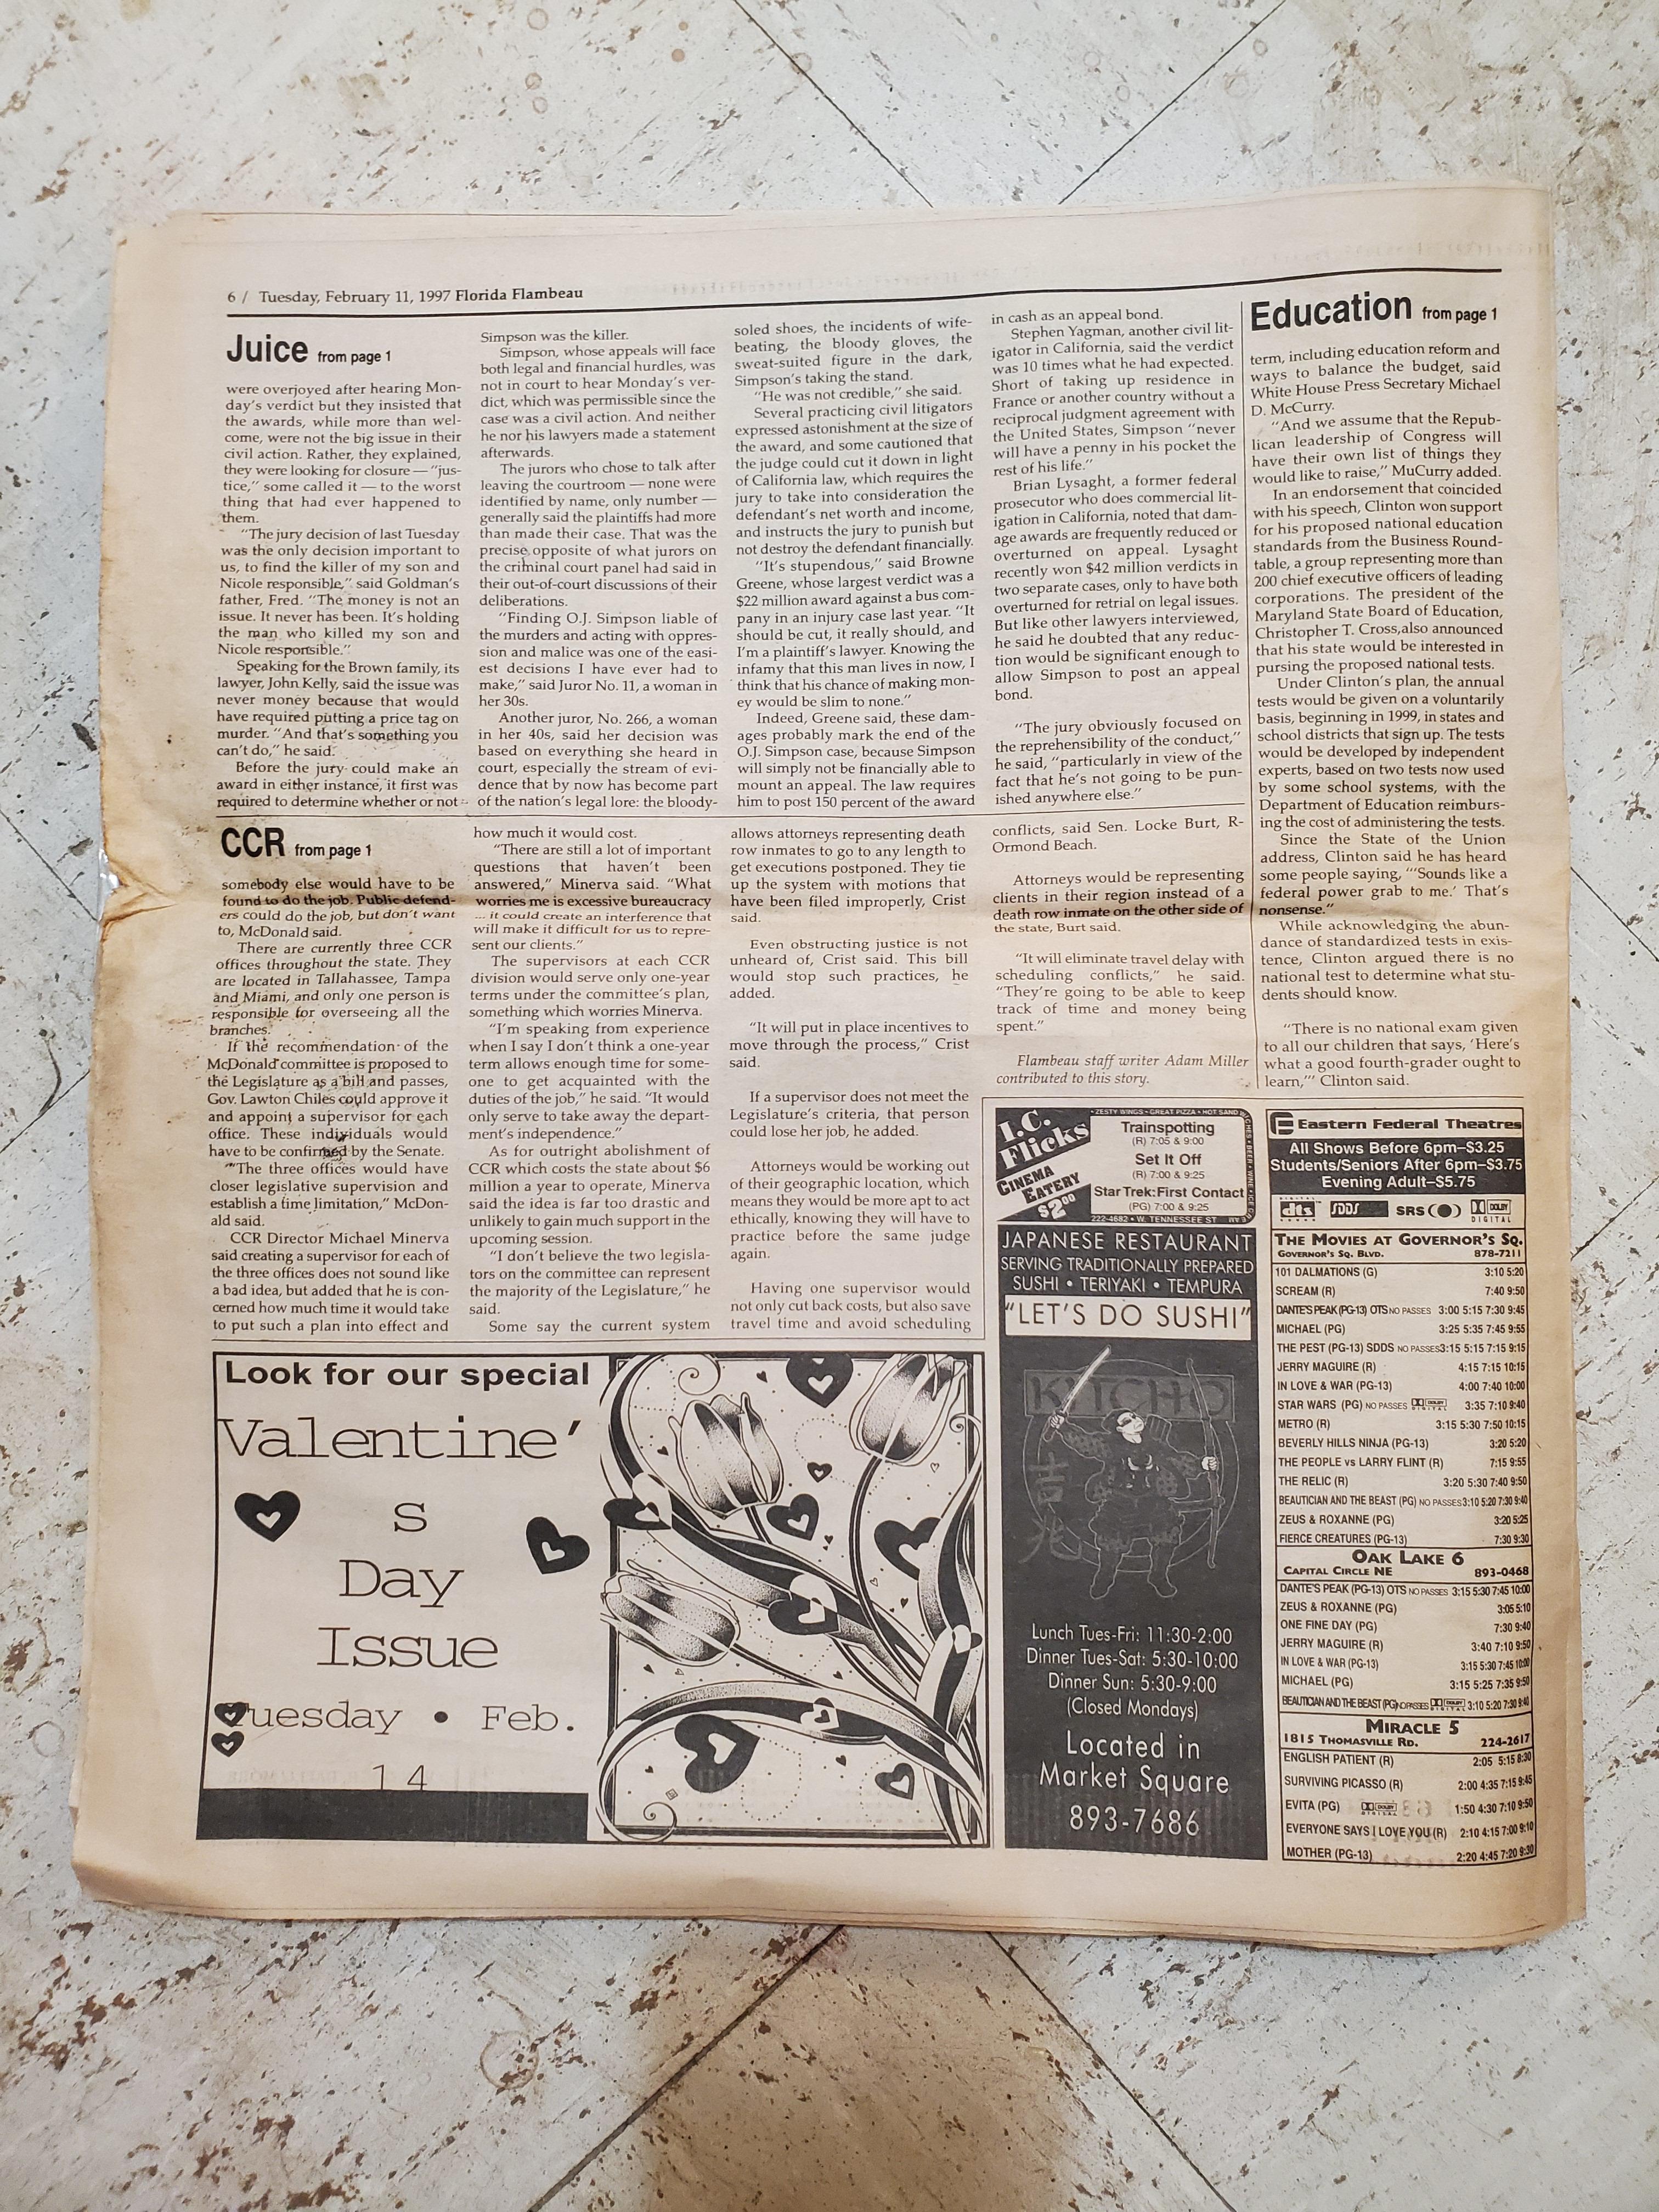 6 / Tuesday, February 11, 1997 Florida Flambeau
Juice from page 1
were overjoyed after hearing Mon-
day's verdict but they insisted that
the awards, while more than wel-
come, were not the big issue in their
civil action. Rather, they explained,
they were looking for closure — "jus-
tice," some called it — to the worst
thing that had ever happened to
them.
"The jury decision of last Tuesday
was the only decision important to
us, to find the killer of my son and
Nicole responsible," said Goldman's
father, Fred. "The money is not an
issue. It never has been. It's holding
the man who killed my son and
Nicole responsible."
Speaking for the Brown family, its
lawyer, John Kelly, said the issue was
never money because that would
have required putting a price tag on
murder. "And that's something you
can't do," he said.
Before the jury could make an
award in either instance, it first was
required to determine whether or not
Simpson was the killer.
Simpson, whose appeals will face
both legal and financial hurdles, was
not in court to hear Monday's ver-
dict, which was permissible since the
case was a civil action. And neither
he nor his lawyers made a statement
afterwards.
The jurors who chose to talk after
leaving the courtroom — none were
identified by name, only number —
generally said the plaintiffs had more
than made their case. That was the
precise opposite of what jurors on
the criminal court panel had said in
their out-of-court discussions of their
deliberations.
"Finding O.J. Simpson liable of
the murders and acting with oppres-
sion and malice was one of the easi-
est decisions I have ever had to
make," said Juror No. 11, a woman in
her 30s.
Another juror, No. 266, a woman
in her 40s, said her decision was
based on everything she heard in
court, especially the stream of evi-
dence that by now has become part
of the nation's legal lore: the bloody-
soled shoes, the incidents of wife-
beating, the bloody gloves, the
sweat-suited figure in the dark,
Simpson's taking the stand.
"He was not credible," she said.
Several practicing civil litigators
expressed astonishment at the size of
the award, and some cautioned that
the judge could cut it down in light
of California law, which requires the
jury to take into consideration the
defendant's net worth and income,
and instructs the jury to punish but
not destroy the defendant financially.
"It's stupendous," said Browne
Greene, whose largest verdict was a
$22 million award against a bus com-
pany in an injury case last year. "It
should be cut, it really should, and
I'm a plaintiff's lawyer. Knowing the
infamy that this man lives in now, I
think that his chance of making mon-
ey would be slim to none."
Indeed, Greene said, these dam-
ages probably mark the end of the
O.J. Simpson case, because Simpson
will simply not be financially able to
mount an appeal. The law requires
him to post 150 percent of the award
in cash as an appeal bond.
Stephen Yagman, another civil lit-
igator in California, said the verdict
was 10 times what he had expected.
Short of taking up residence in
France or another country without a
reciprocal judgment agreement with
the United States, Simpson "never
will have a penny in his pocket the
rest of his life."
Brian Lysaght, a former federal
prosecutor who does commercial lit-
igation in California, noted that dam-
age awards are frequently reduced or
overturned on appeal. Lysaght
recently won $42 million verdicts in
two separate cases, only to have both
overturned for retrial on legal issues.
But like other lawyers interviewed,
he said he doubted that any reduc-
tion would be significant enough to
allow Simpson to post an appeal
bond.
"The jury obviously focused on
the reprehensibility of the conduct,"
he said, "particularly in view of the
fact that he's not going to be pun-
ished anywhere else."
Education from page 1
term, including education reform and
ways to balance the budget, said
White House Press Secretary Michael
D. McCurry.
"And we assume that the Repub-
lican leadership of Congress will
have their own list of things they
would like to raise," MuCurry added.
In an endorsement that coincided
with his speech, Clinton won support
for his proposed national education
standards from the Business Round-
table, a group representing more than
200 chief executive officers of leading
corporations. The president of the
Maryland State Board of Education,
Christopher T. Cross,also announced
that his state would be interested in
pursing the proposed national tests.
Under Clinton's plan, the annual
tests would be given on a voluntarily
basis, beginning in 1999, in states and
school districts that sign up. The tests
would be developed by independent
experts, based on two tests now used
by some school systems, with the
Department of Education reimburs-
ing the cost of administering the tests.
Since the State of the Union
address, Clinton said he has heard
some people saying, "'Sounds like a
federal power grab to me.' That's
nonsense."
While acknowledging the abun-
dance of standardized tests in exis-
tence, Clinton argued there is no
national test to determine what stu-
dents should know.
"There is no national exam given
to all our children that says, 'Here's
what a good fourth-grader ought to
learn,'" Clinton said.
CCR from page 1
somebody else would have to be
found to do the job. Public defend-
ers could do the job, but don't want
to, McDonald said.
There are currently three CCR
offices throughout the state. They
are located in Tallahassee, Tampa
and Miami, and only one person is
responsible for overseeing all the
branches.
If the recommendation of the
McDonald committee is proposed to
the Legislature as a bill and passes,
Gov. Lawton Chiles could approve it
and appoint a supervisor for each
office. These individuals would
have to be confirmed by the Senate.
"The three offices would have
closer legislative supervision and
establish a time limitation," McDon-
ald said.
CCR Director Michael Minerva
said creating a supervisor for each of
the three offices does not sound like
a bad idea, but added that he is con-
cerned how much time it would take
to put such a plan into effect and
how much it would cost.
"There are still a lot of important
questions that haven't been
answered," Minerva said. "What
worries me is excessive bureaucracy
... it could create an interference that
will make it difficult for us to repre-
sent our clients."
The supervisors at each CCR
division would serve only one-year
terms under the committee's plan,
something which worries Minerva.
"I'm speaking from experience
when I say I don't think a one-year
term allows enough time for some-
one to get acquainted with the
duties of the job," he said. "It would
only serve to take away the depart-
ment's independence."
As for outright abolishment of
CCR which costs the state about $6
million a year to operate, Minerva
said the idea is far too drastic and
unlikely to gain much support in the
upcoming session.
"I don't believe the two legisla-
tors on the committee can represent
the majority of the Legislature," he
said.
Some say the current system
allows attorneys representing death
row inmates to go to any length to
get executions postponed. They tie
up the system with motions that
have been filed improperly, Crist
said.
Even obstructing justice is not
unheard of, Crist said. This bill
would stop such practices, he
added.
"It will put in place incentives to
move through the process," Crist
said.
If a supervisor does not meet the
Legislature's criteria, that person
could lose her job, he added.
Attorneys would be working out
of their geographic location, which
means they would be more apt to act
ethically, knowing they will have to
practice before the same judge
again.
Having one supervisor would
not only cut back costs, but also save
travel time and avoid scheduling
conflicts, said Sen. Locke Burt, R-
Ormond Beach.
Attorneys would be representing
clients in their region instead of a
death row inmate on the other side of
the state, Burt said.
"It will eliminate travel delay with
scheduling conflicts," he said.
"They're going to be able to keep
track of time and money being
spent."
Flambeau staff writer Adam Miller
contributed to this story.
Look for our special
Valentine'
s
Day
Issue
Tuesday • Feb.
14
ZESTY WINGS • GREAT PIZZA • HOT SAND
I.C.
Flicks
CINEMA
EATERY
$2.00
Trainspotting
(R) 7:05 & 9:00
Set It Off
(R) 7:00 & 9:25
Star Trek:First Contact
(PG) 7:00 & 9:25
222-4682 • W. TENNESSEE ST
JAPANESE RESTAURANT
SERVING TRADITIONALLY PREPARED
SUSHI • TERIYAKI • TEMPURA
"LET'S DO SUSHI"
KITCHO
吉
兆
Lunch Tues-Fri: 11:30-2:00
Dinner Tues-Sat: 5:30-10:00
Dinner Sun: 5:30-9:00
(Closed Mondays)
Located in
Market Square
893-7686
Eastern Federal Theatres
All Shows Before 6pm–$3.25
Students/Seniors After 6pm–$3.75
Evening Adult–$5.75
DIGITAL dts SDDS SRS DOLBY DIGITAL
THE MOVIES AT GOVERNOR'S SQ.
GOVERNOR'S SQ. BLVD. 878-7211
101 DALMATIONS (G) 3:10 5:20
SCREAM (R) 7:40 9:50
DANTE'S PEAK (PG-13) OTS NO PASSES 3:00 5:15 7:30 9:45
MICHAEL (PG) 3:25 5:35 7:45 9:55
THE PEST (PG-13) SDDS NO PASSES 3:15 5:15 7:15 9:15
JERRY MAGUIRE (R) 4:15 7:15 10:15
IN LOVE & WAR (PG-13) 4:00 7:40 10:00
STAR WARS (PG) NO PASSES DOLBY DIGITAL 3:35 7:10 9:40
METRO (R) 3:15 5:30 7:50 10:15
BEVERLY HILLS NINJA (PG-13) 3:20 5:20
THE PEOPLE vs LARRY FLINT (R) 7:15 9:55
THE RELIC (R) 3:20 5:30 7:40 9:50
BEAUTICIAN AND THE BEAST (PG) NO PASSES 3:10 5:20 7:30 9:40
ZEUS & ROXANNE (PG) 3:20 5:25
FIERCE CREATURES (PG-13) 7:30 9:30
OAK LAKE 6
CAPITAL CIRCLE NE 893-0468
DANTE'S PEAK (PG-13) OTS NO PASSES 3:15 5:30 7:45 10:00
ZEUS & ROXANNE (PG) 3:05 5:10
ONE FINE DAY (PG) 7:30 9:40
JERRY MAGUIRE (R) 3:40 7:10 9:50
IN LOVE & WAR (PG-13) 3:15 5:30 7:45 10:00
MICHAEL (PG) 3:15 5:25 7:35 9:50
BEAUTICIAN AND THE BEAST (PG) NO PASSES DOLBY DIGITAL 3:10 5:20 7:30 9:40
MIRACLE 5
1815 THOMASVILLE RD. 224-2617
ENGLISH PATIENT (R) 2:05 5:15 8:30
SURVIVING PICASSO (R) 2:00 4:35 7:15 9:45
EVITA (PG) DOLBY DIGITAL 1:50 4:30 7:10 9:50
EVERYONE SAYS I LOVE YOU (R) 2:10 4:15 7:00 9:10
MOTHER (PG-13) 2:20 4:45 7:20 9:30